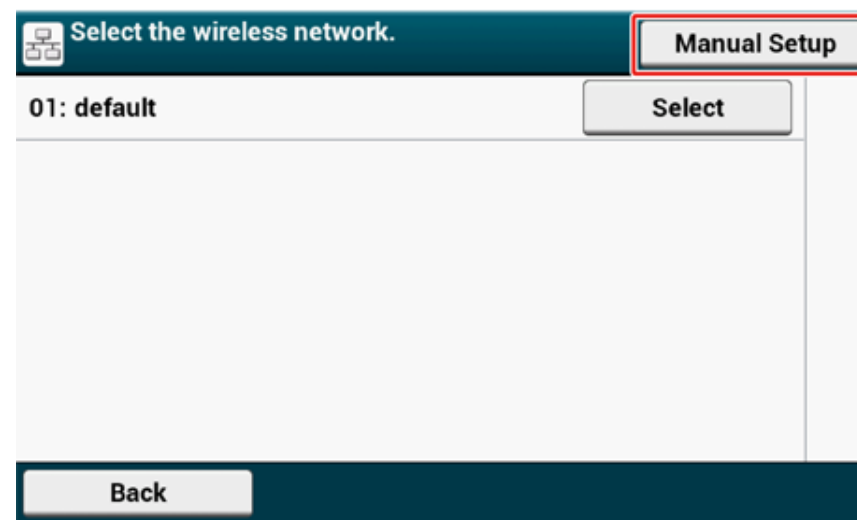 Select the wireless network.
Manual Setup
01: default
Select
Back